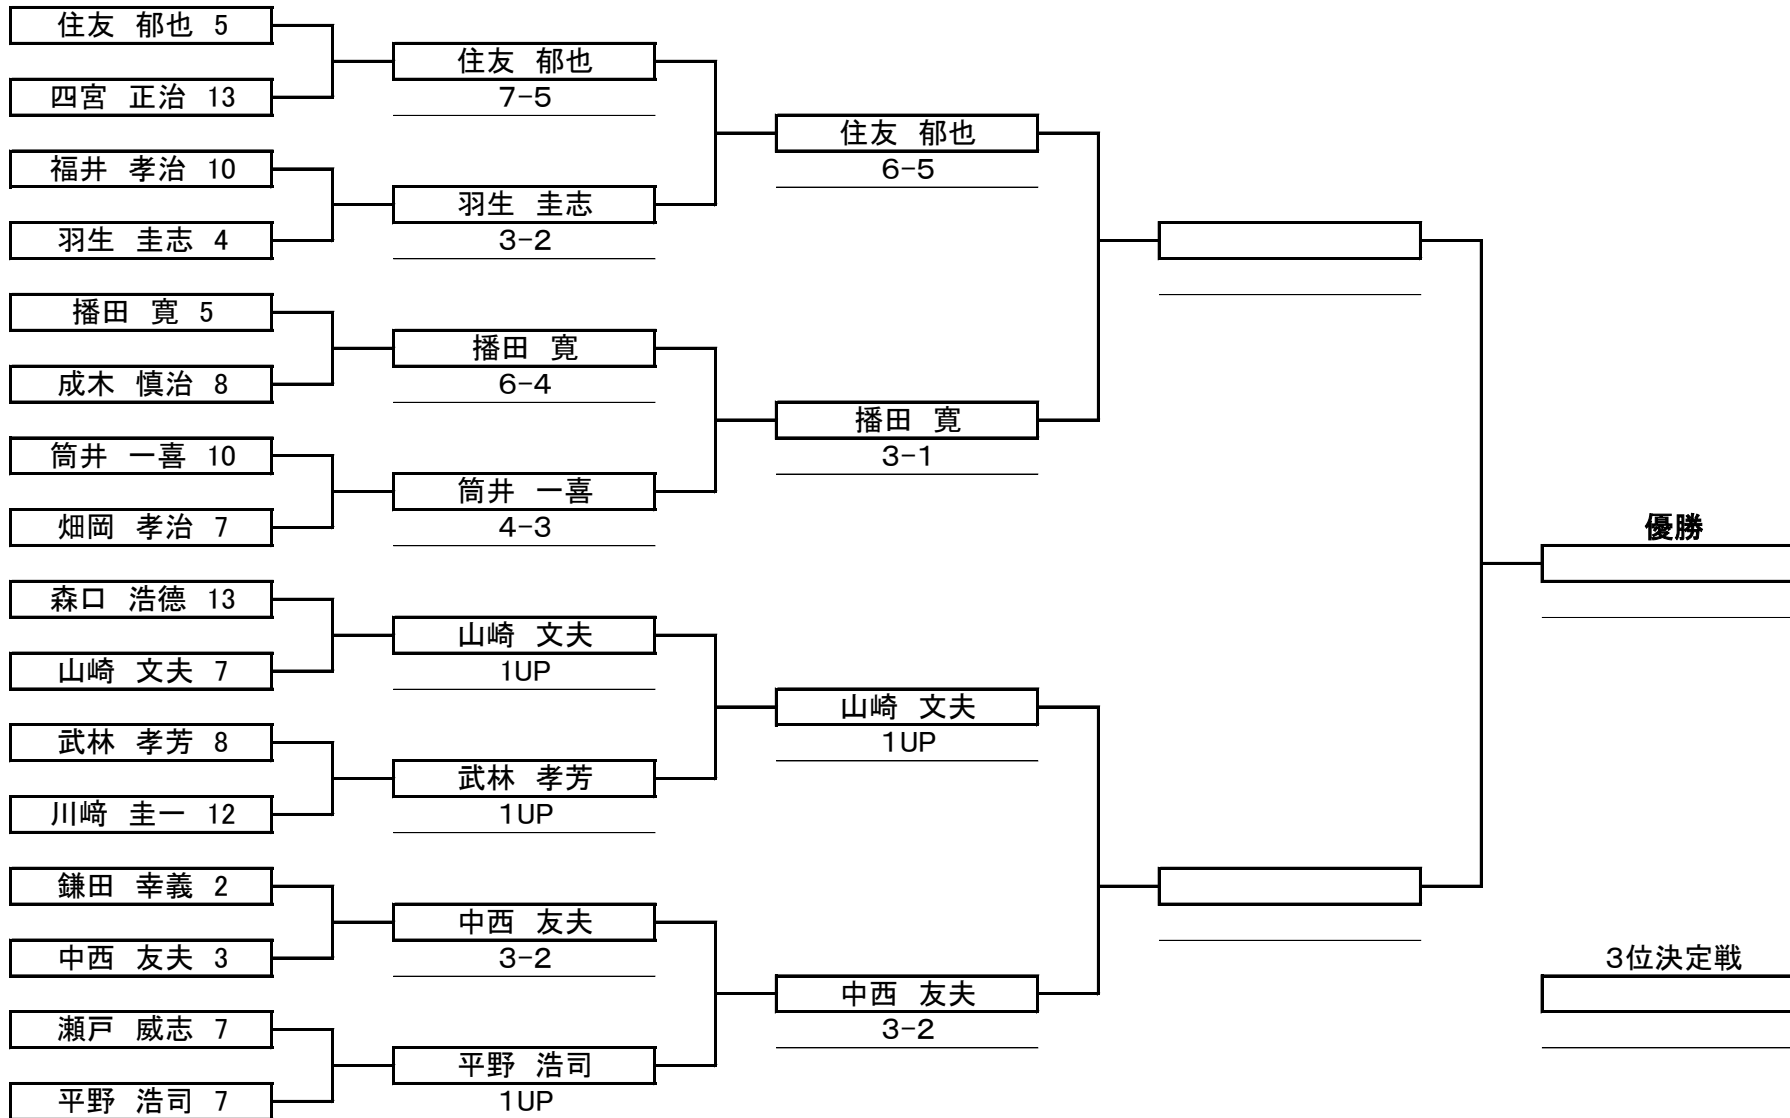 住友 郁也 5
四宮 正治 13
福井 孝治 10
羽生 圭志 4
播田 寛 5
成木 慎治 8
筒井 一喜 10
畑岡 孝治 7
森口 浩德 13
山崎 文夫 7
武林 孝芳 8
川﨑 圭一 12
鎌田 幸義 2
中西 友夫 3
瀬戸 威志 7
平野 浩司 7
住友 郁也
7-5
羽生 圭志
3-2
播田 寛
6-4
筒井 一喜
4-3
山崎 文夫
1UP
武林 孝芳
1UP
中西 友夫
3-2
平野 浩司
1UP
住友 郁也
6-5
播田 寛
3-1
山崎 文夫
1UP
中西 友夫
3-2
優勝
3位決定戦